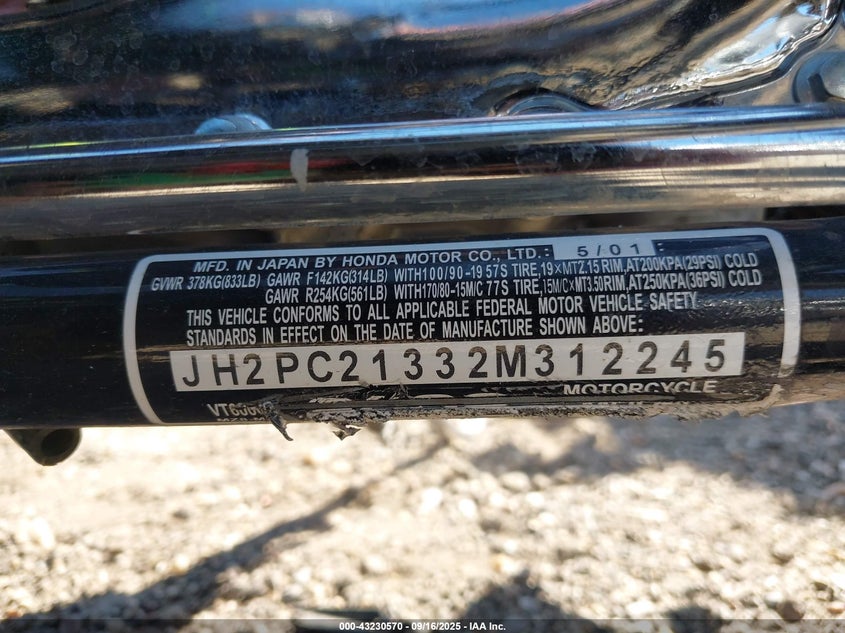 MFD. IN JAPAN BY HONDA MOTOR CO., LTD.: 5/01
GVWR 378KG(833LB) GAWR F142KG(314LB) WITH100/90-19 57S TIRE,19×MTZ.15 RIM,AT200KPA(29PSI) COLD
GAWR R254KG(561LB) WITH170/80-15M/C 77S TIRE,15M/C×MT3.50RIM,AT250KPA(36PSI) COLD
THIS VEHICLE CONFORMS TO ALL APPLICABLE FEDERAL MOTOR VEHICLE SAFETY
STANDARDS IN EFFECT ON THE DATE OF MANUFACTURE SHOWN ABOVE:
JH2PC21332M312245
MOTORCYCLE
000-43230570 - 09/16/2025 - IAA Inc.